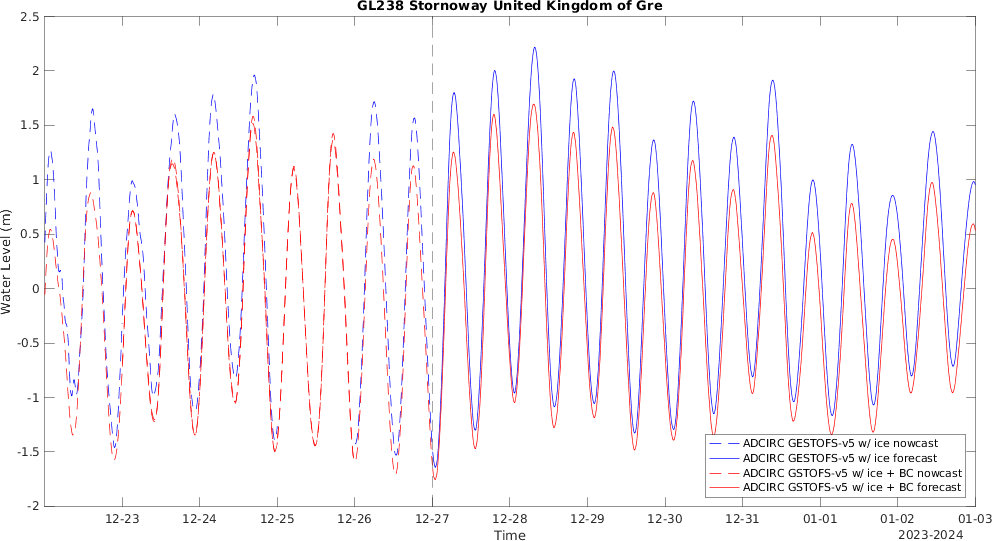 GL238 Stornoway United Kingdom of Gre
2.5
2
1.5
1
0.5
0
-0.5
-1
-1.5
-2
Water Level (m)
ADCIRC GESTOFS-v5 w/ ice nowcast
ADCIRC GESTOFS-v5 w/ ice forecast
ADCIRC GSTOFS-v5 w/ ice + BC nowcast
ADCIRC GSTOFS-v5 w/ ice + BC forecast
12-23 12-24 12-25 12-26 12-27 12-28 12-29 12-30 12-31 01-01 01-02 01-03
Time
2023-2024